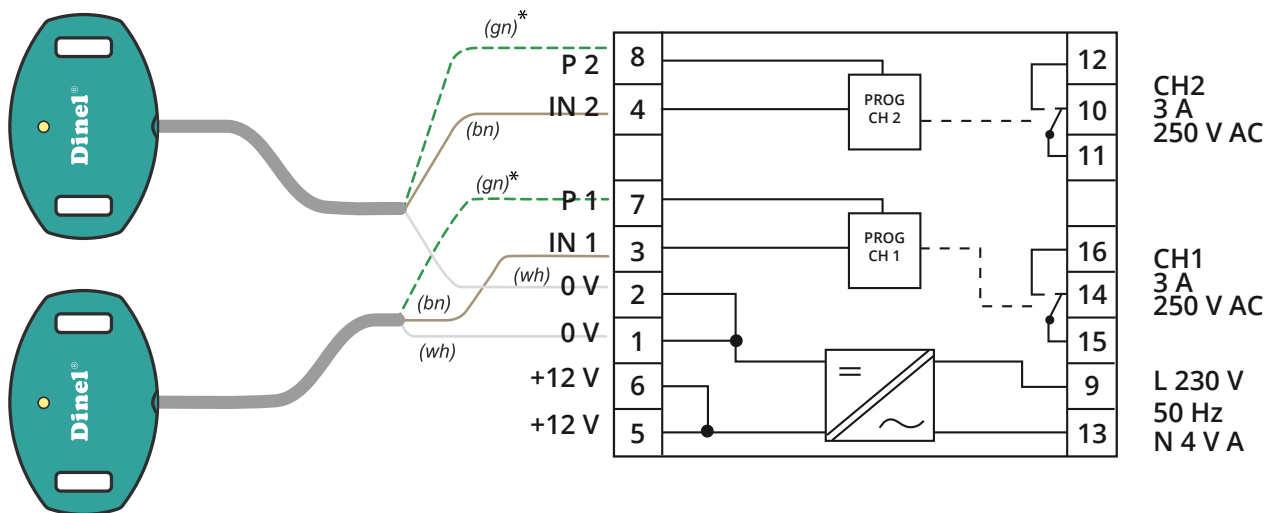 Dinel®
Dinel®
(gn)*
P 2
IN 2
(bn)
(gn)*
P 1
IN 1
(wh)
0 V
(bn)
0 V
(wh)
+12 V
+12 V
8
4
7
3
2
1
6
5
PROG
CH 2
PROG
CH 1
12
10
11
16
14
15
9
13
CH2
3 A
250 V AC
CH1
3 A
250 V AC
L 230 V
50 Hz
N 4 V A